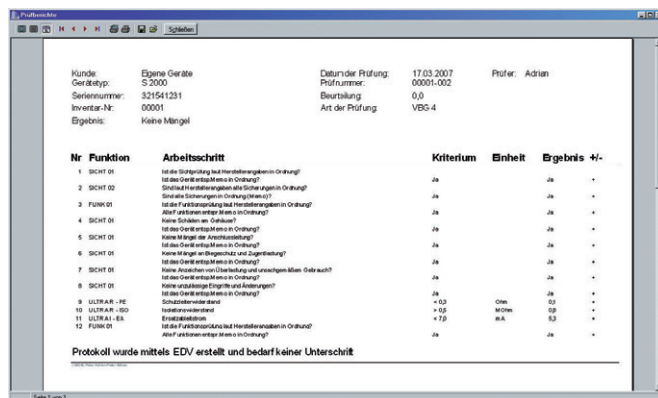 Prüfberichte
Schließen
Kunde: Eigene Geräte Datum der Prüfung: 17.03.2007 Prüfer: Adrian
Gerätetyp: S 2000 Prüfnummer: 00001-002
Seriennummer: 321541231 Beurteilung: 0,0
Inventar-Nr: 00001 Art der Prüfung: VBG 4
Ergebnis: Keine Mängel
Nr Funktion Arbeitsschritt Kriterium Einheit Ergebnis +/-
1 SICHT 01 Ist die Sichtprüfung laut Herstellerangaben in Ordnung?
Ist das Gerät entsp.Memo in Ordnung? Ja Ja +
2 SICHT 02 Sind laut Herstellerangaben alle Sicherungen in Ordnung?
Sind alle Sicherungen in Ordnung (Memo)? Ja Ja +
3 FUNK 01 Ist die Funktionsprüfung laut Herstellerangaben in Ordnung?
Alle Funktionen entspr.Memo in Ordnung? Ja Ja +
4 SICHT 01 Keine Schäden am Gehäuse?
Ist das Gerät entsp.Memo in Ordnung? Ja Ja +
5 SICHT 01 Keine Mängel der Anschlussleitung?
Ist das Gerät entsp.Memo in Ordnung? Ja Ja +
6 SICHT 01 Keine Mängel an Biegeschutz und Zugentlastung?
Ist das Gerät entsp.Memo in Ordnung? Ja Ja +
7 SICHT 01 Keine Anzeichen von Überlastung und unsachgemäßem Gebrauch?
Ist das Gerät entsp.Memo in Ordnung? Ja Ja +
8 SICHT 01 Keine unzulässige Eingriffe und Änderungen?
Ist das Gerät entsp.Memo in Ordnung? Ja Ja +
9 ULTRA R - PE Schutzleiterwiderstand < 0,3 Ohm 0,1 +
10 ULTRA R - ISO Isolationswiderstand > 0,5 MOhm 0,8 +
11 ULTRA I - EA Ersatzableitstrom < 7,0 mA 5,3 +
12 FUNK 01 Ist die Funktionsprüfung laut Herstellerangaben in Ordnung?
Alle Funktionen entspr.Memo in Ordnung? Ja Ja +
Protokoll wurde mittels EDV erstellt und bedarf keiner Unterschrift
Seite 1 von 1